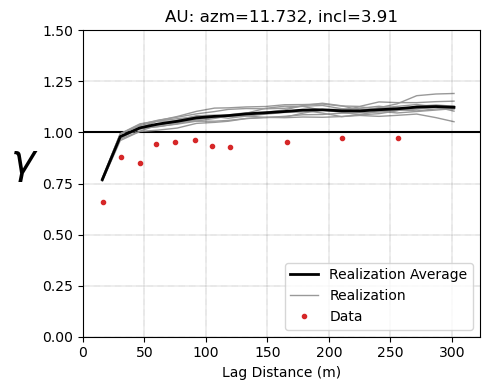 AU: azm=11.732, incl=3.91
1.50
1.25
1.00
0.75
0.50
0.25
0.00
γ
0 50 100 150 200 250 300
Lag Distance (m)
Realization Average
Realization
Data